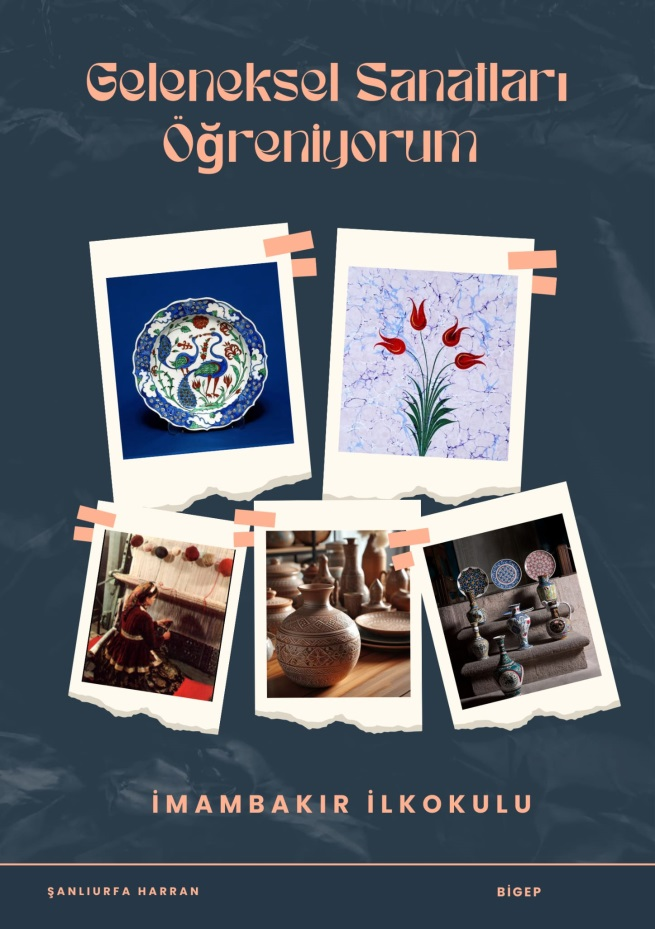 Geleneksel Sanatları
Öğreniyorum
İMAMBAKIR İLKOKULU
ŞANLIURFA HARRAN
BİGEP